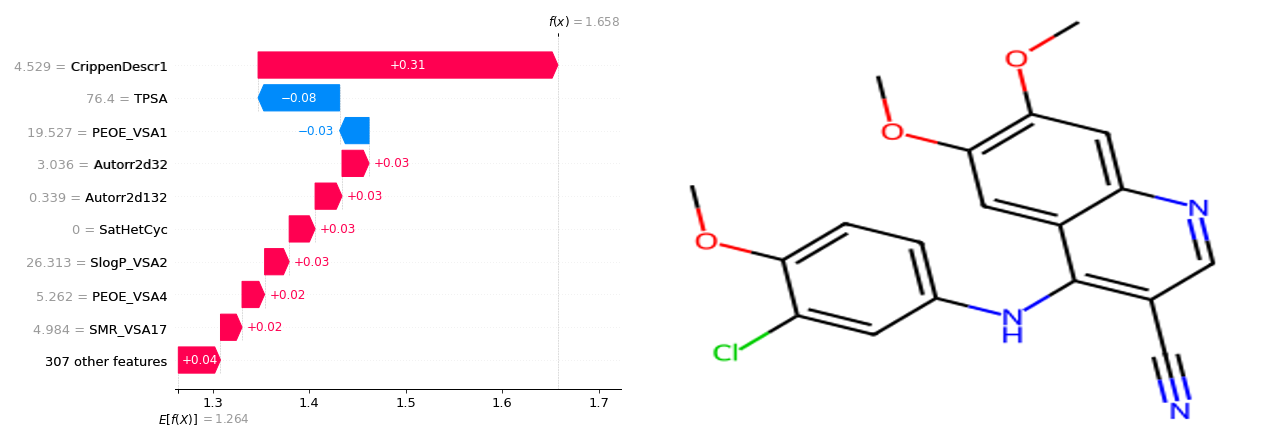 f(x) = 1.658
4.529 = CrippenDescr1
+0.31
76.4 = TPSA
−0.08
19.527 = PEOE_VSA1
−0.03
3.036 = Autorr2d32
+0.03
0.339 = Autorr2d132
+0.03
0 = SatHetCyc
+0.03
26.313 = SlogP_VSA2
+0.03
5.262 = PEOE_VSA4
+0.02
4.984 = SMR_VSA17
+0.02
307 other features
+0.04
1.3 1.4 1.5 1.6 1.7
E[f(X)] = 1.264
O
O
N
O
N
H
Cl
N